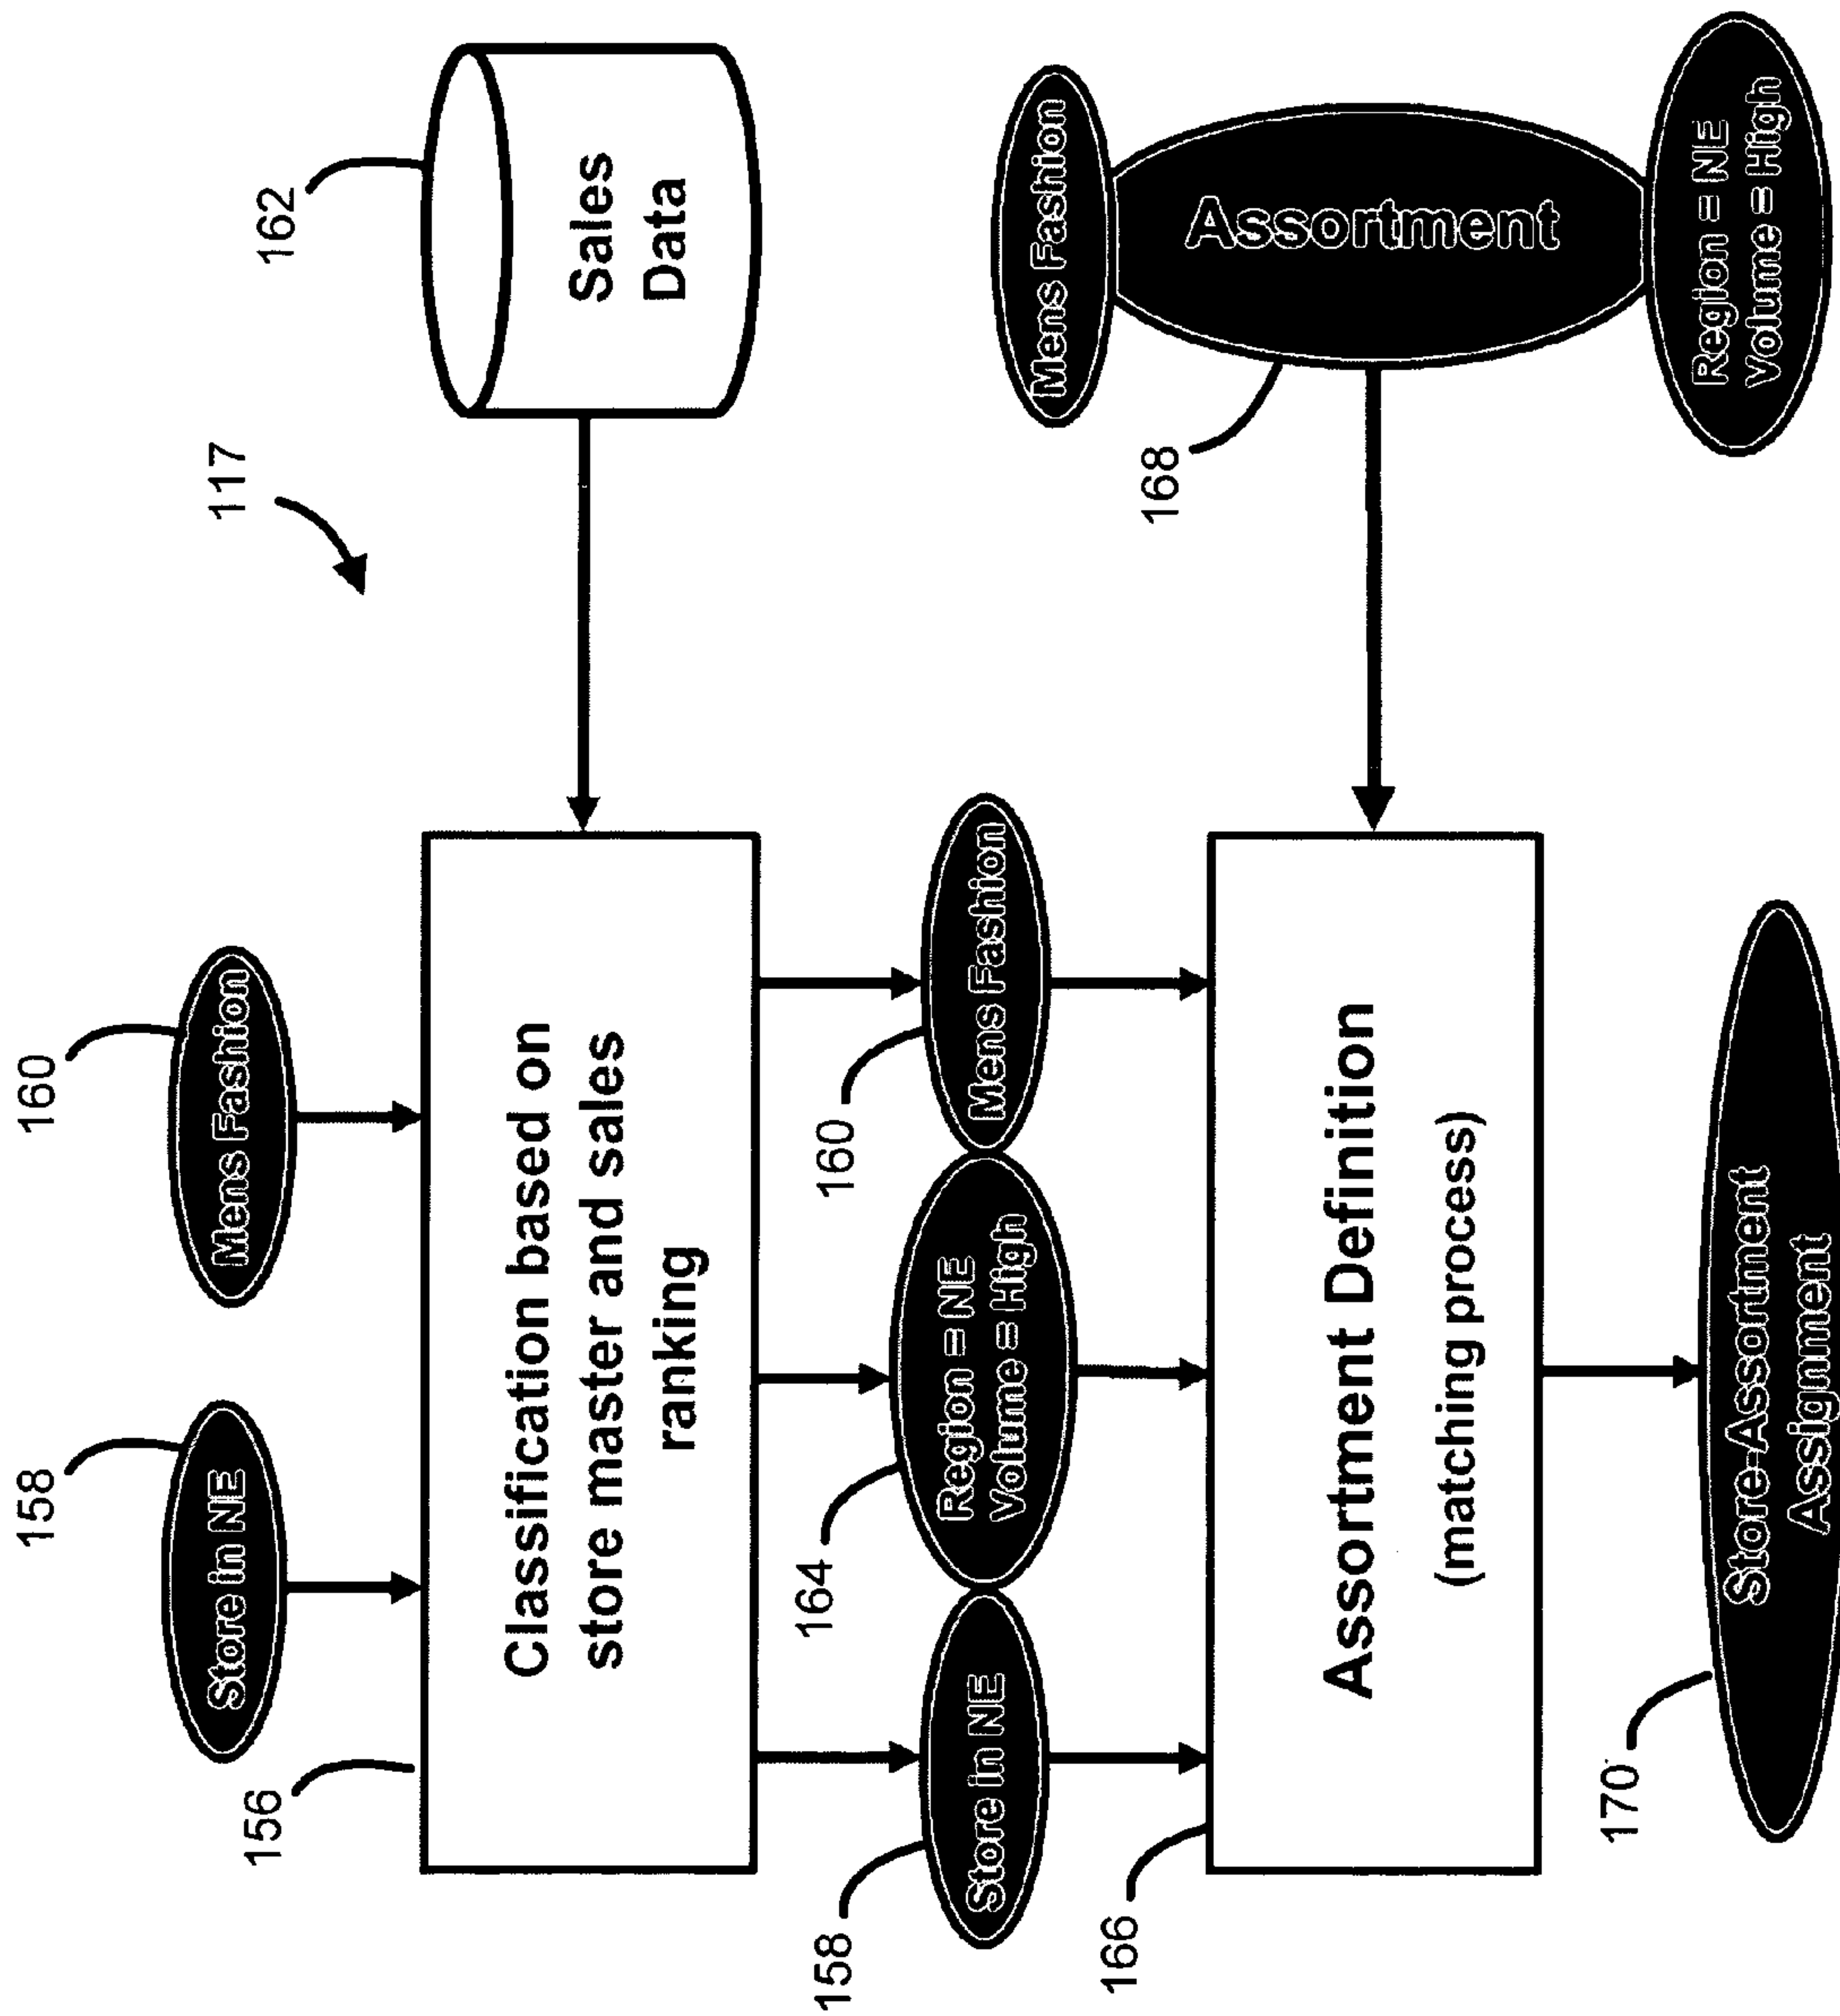 117
158
160
Store in NE
Mens Fashion
156
162
Classification based on
store master and sales
ranking
Sales
Data
158
164
160
Store in NE
Region = NE
Volume = High
Mens Fashion
166
168
Assortment Definition
(matching process)
Mens Fashion
Assortment
Region = NE
Volume = High
170
Store-Assortment
Assignment